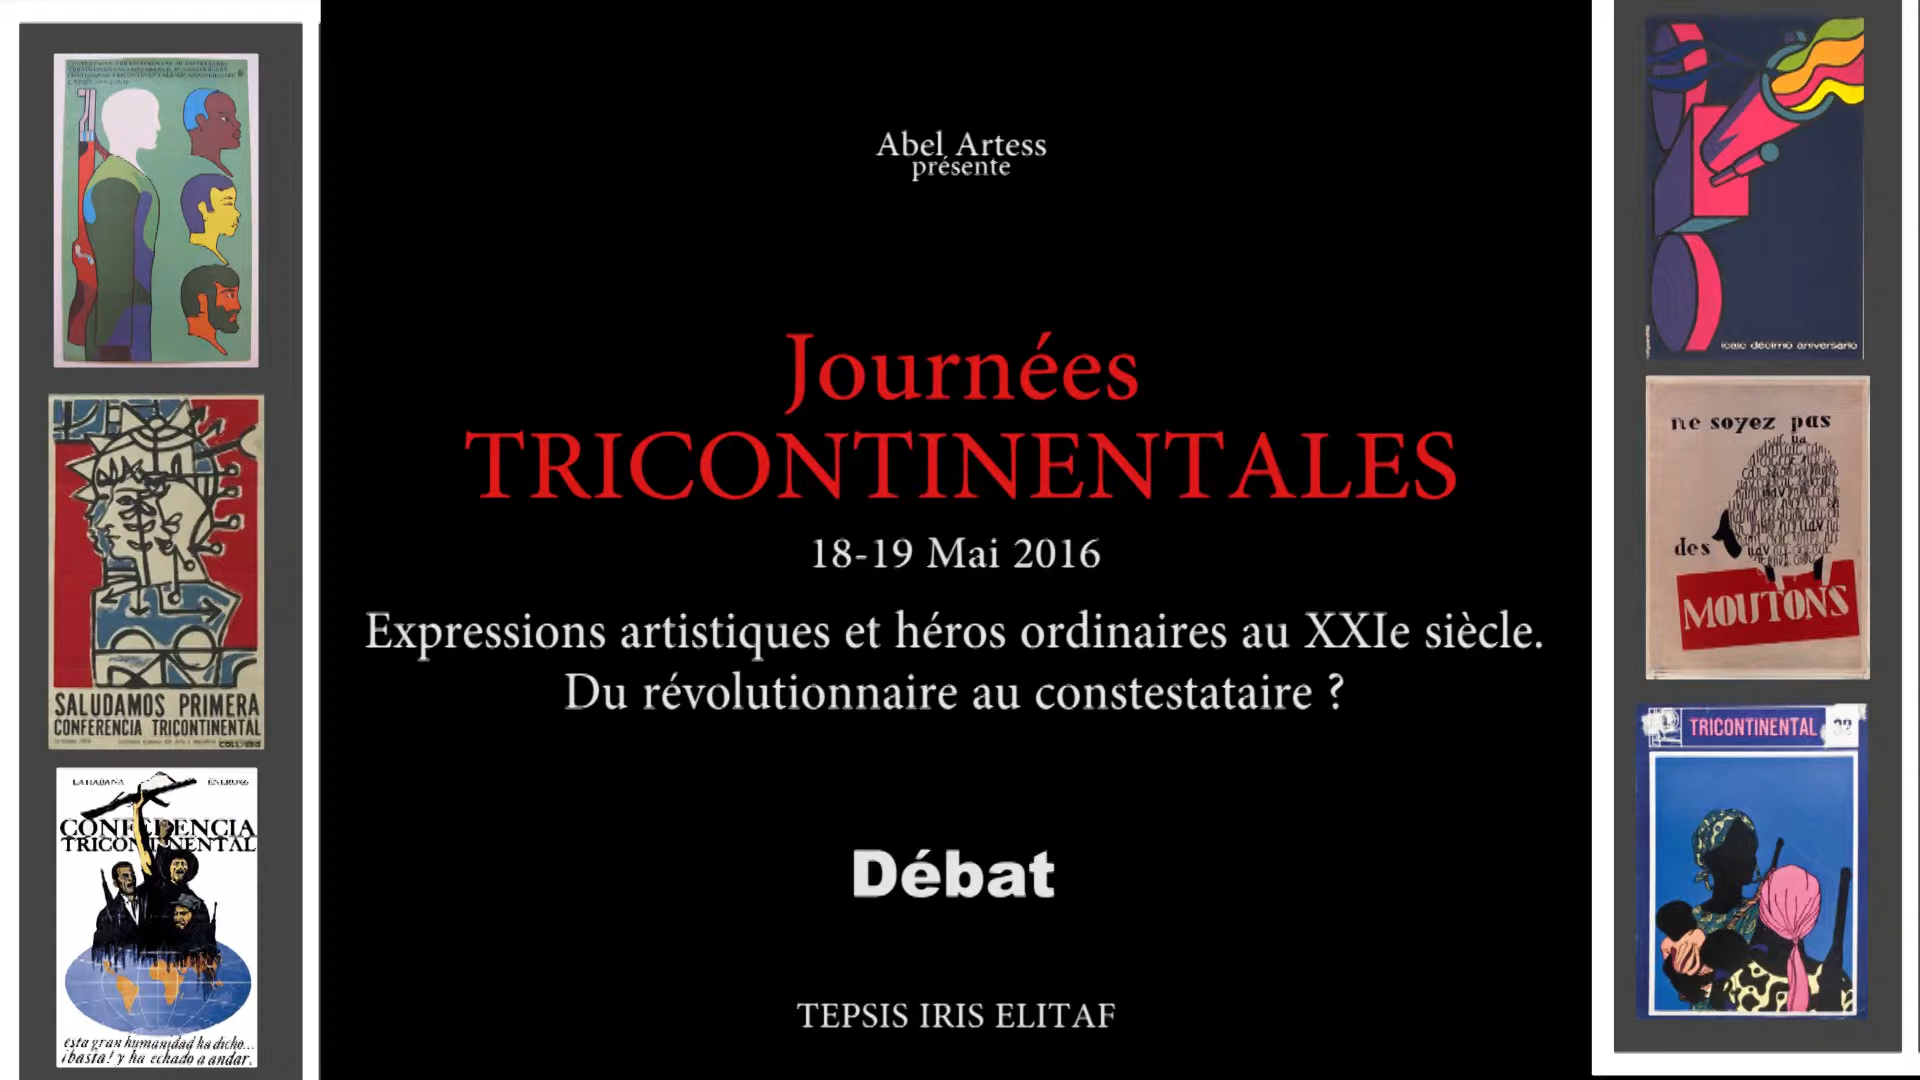 Abel Artess
présente
Journées
TRICONTINENTALES
18-19 Mai 2016
Expressions artistiques et héros ordinaires au XXIe siècle.
Du révolutionnaire au constestataire ?
Débat
TEPSIS IRIS ELITAF
SALUDAMOS PRIMERA
CONFERENCIA TRICONTINENTAL
LA HABANA
CONFERENCIA
TRICONTINENTAL
esta gran humanidad ha dicho...
¡basta! y ha echado a andar.
icaic décimo aniversario
ne soyez pas
des
MOUTONS
TRICONTINENTAL